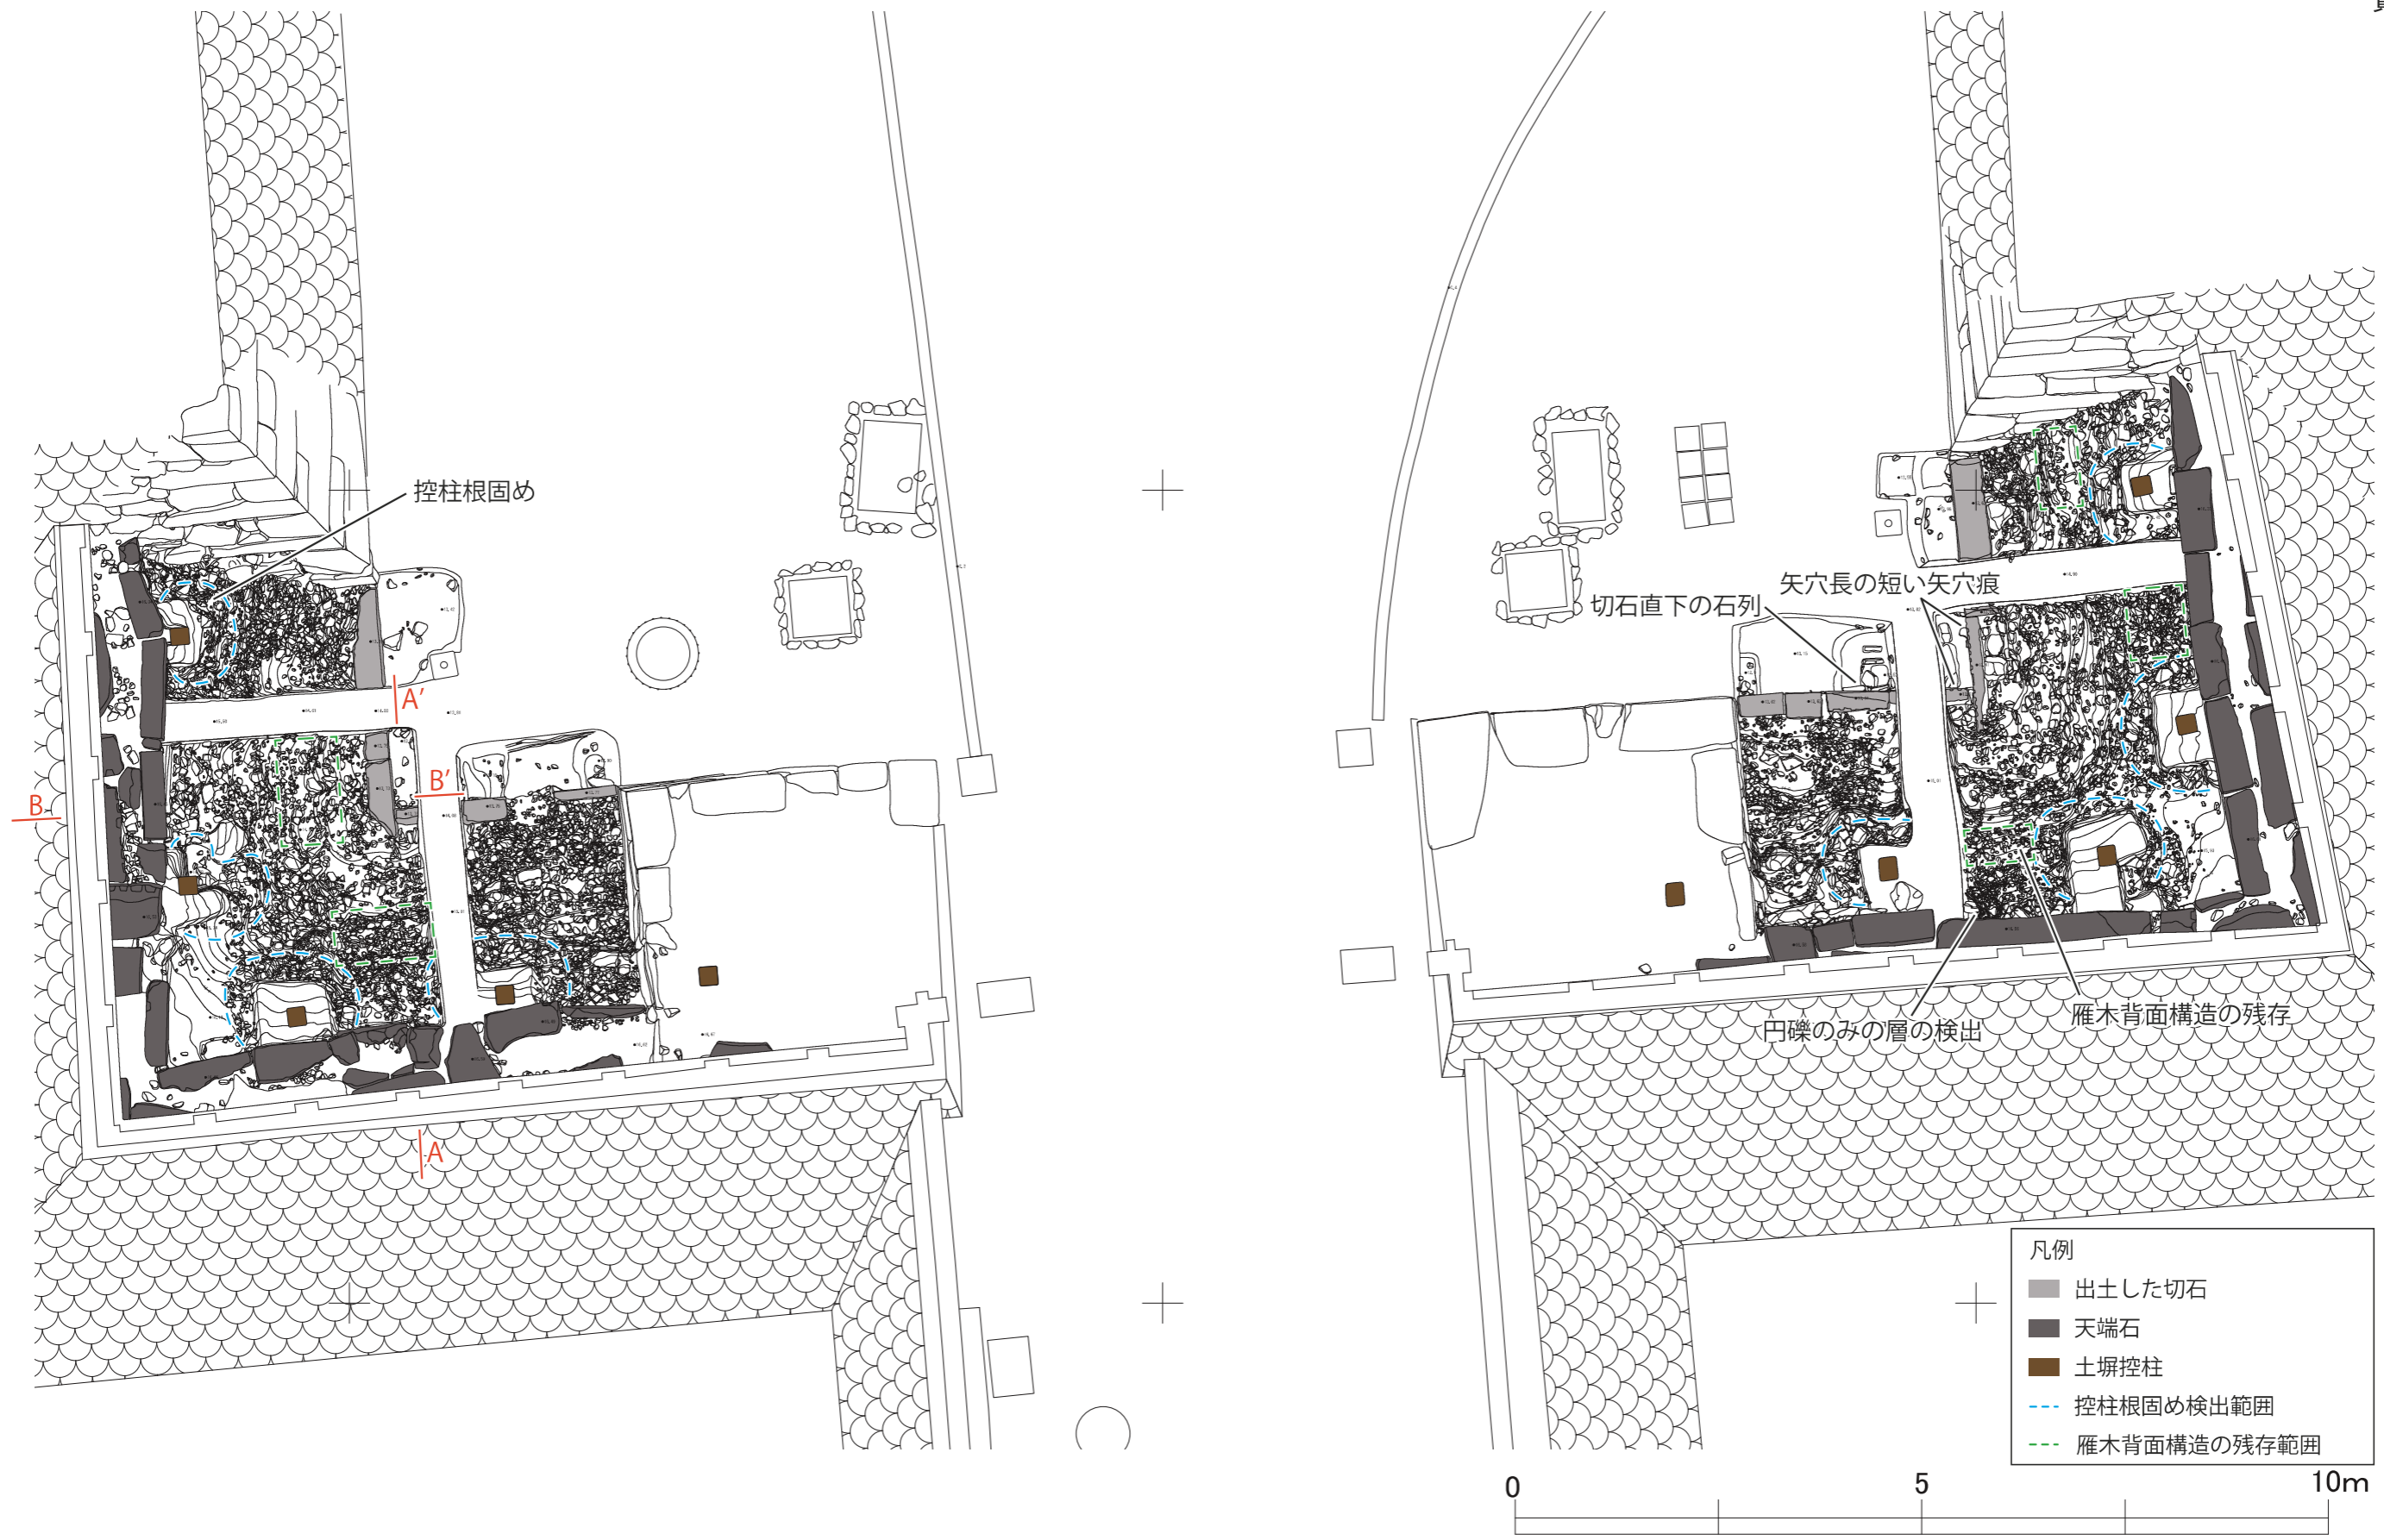 控柱根固め
矢穴長の短い矢穴痕
切石直下の石列
A'
B'
B
A
円礫のみの層の検出
雁木背面構造の残存
凡例
出土した切石
天端石
土塀控柱
控柱根固め検出範囲
雁木背面構造の残存範囲
0 5 10m